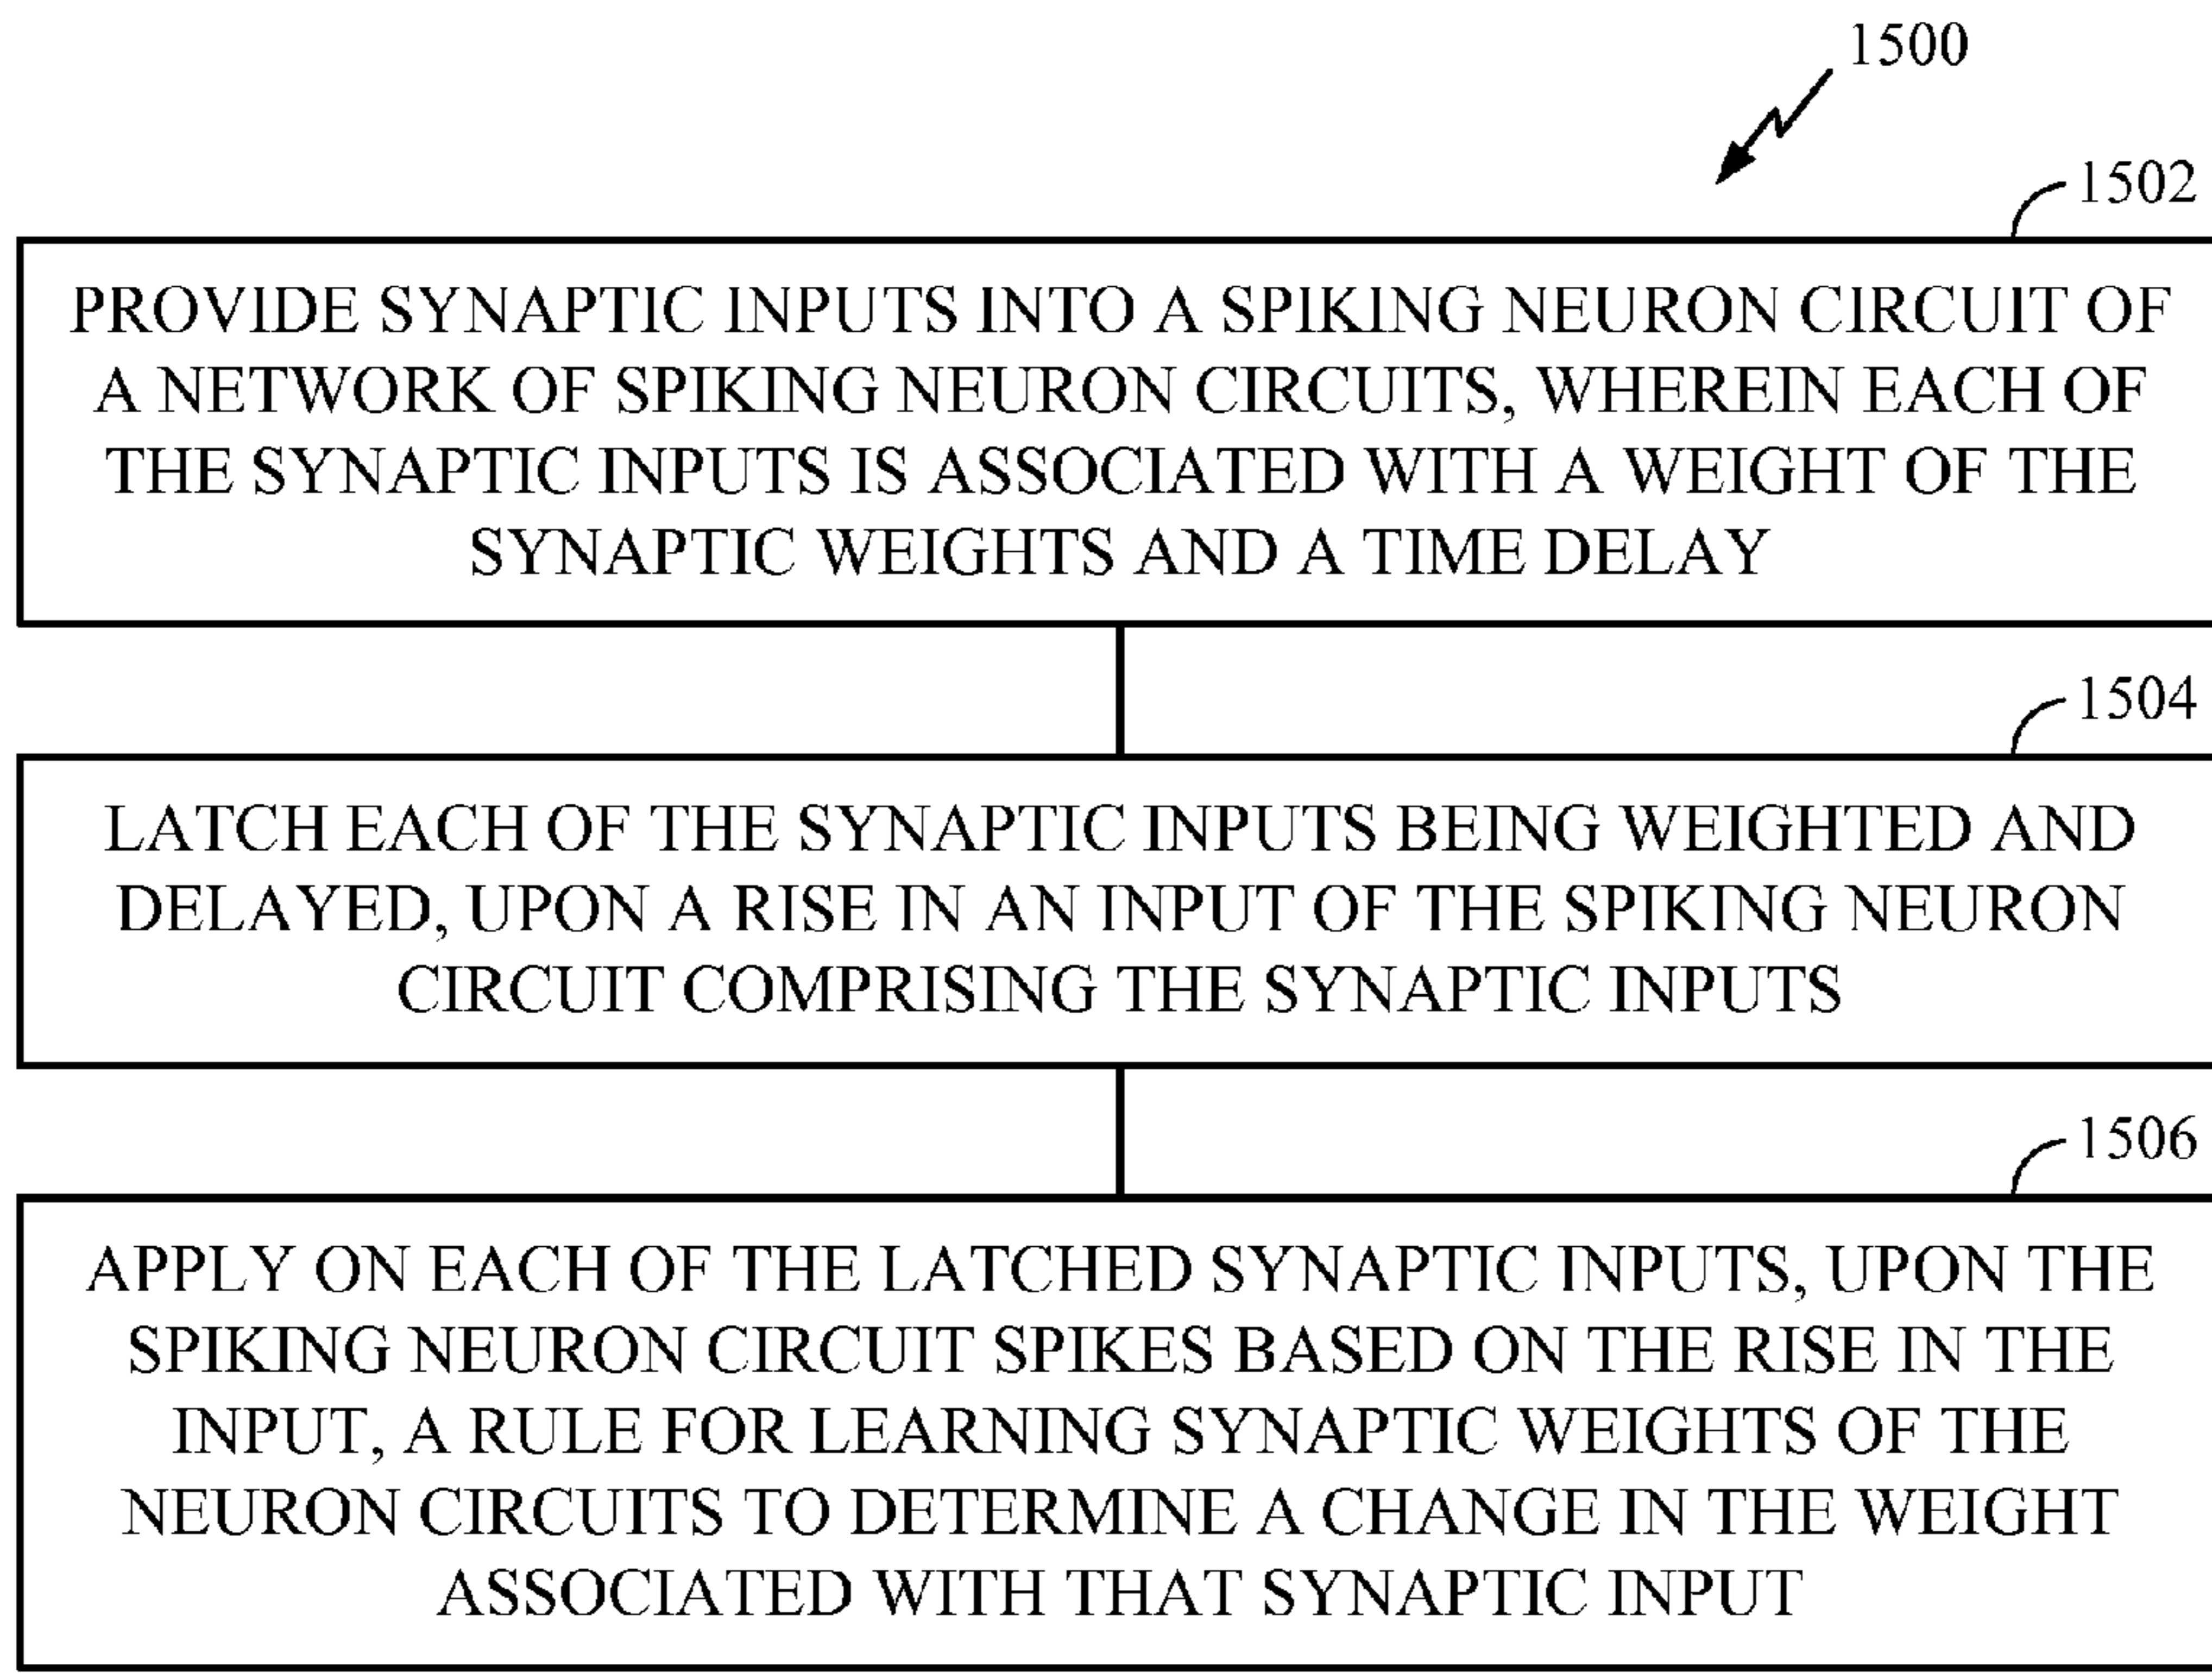 1500
1502
PROVIDE SYNAPTIC INPUTS INTO A SPIKING NEURON CIRCUIT OF
A NETWORK OF SPIKING NEURON CIRCUITS, WHEREIN EACH OF
THE SYNAPTIC INPUTS IS ASSOCIATED WITH A WEIGHT OF THE
SYNAPTIC WEIGHTS AND A TIME DELAY
1504
LATCH EACH OF THE SYNAPTIC INPUTS BEING WEIGHTED AND
DELAYED, UPON A RISE IN AN INPUT OF THE SPIKING NEURON
CIRCUIT COMPRISING THE SYNAPTIC INPUTS
1506
APPLY ON EACH OF THE LATCHED SYNAPTIC INPUTS, UPON THE
SPIKING NEURON CIRCUIT SPIKES BASED ON THE RISE IN THE
INPUT, A RULE FOR LEARNING SYNAPTIC WEIGHTS OF THE
NEURON CIRCUITS TO DETERMINE A CHANGE IN THE WEIGHT
ASSOCIATED WITH THAT SYNAPTIC INPUT